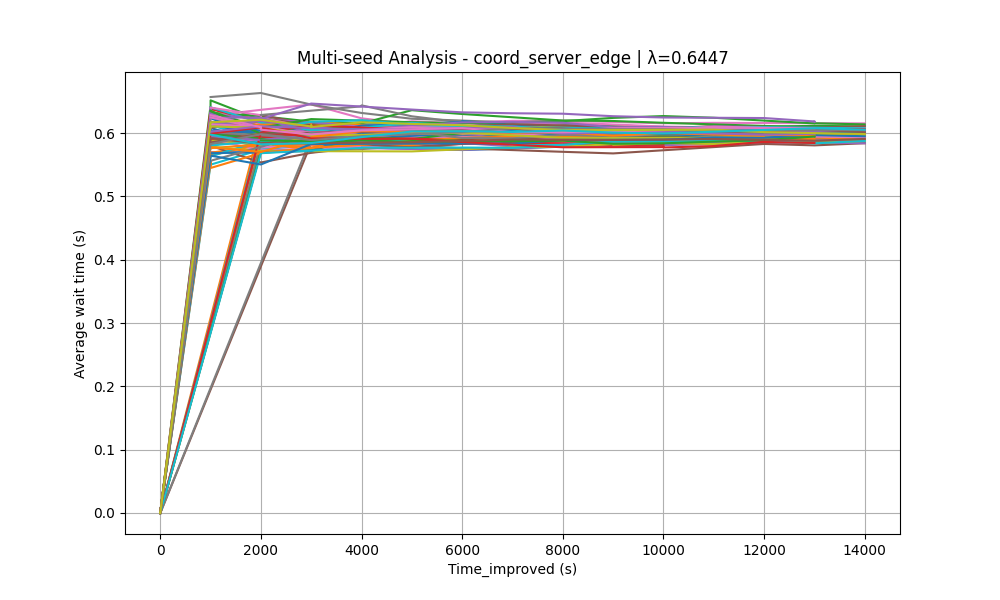 Multi-seed Analysis - coord_server_edge | λ=0.6447
Average wait time (s)
0.6
0.5
0.4
0.3
0.2
0.1
0.0
0 2000 4000 6000 8000 10000 12000 14000
Time_improved (s)